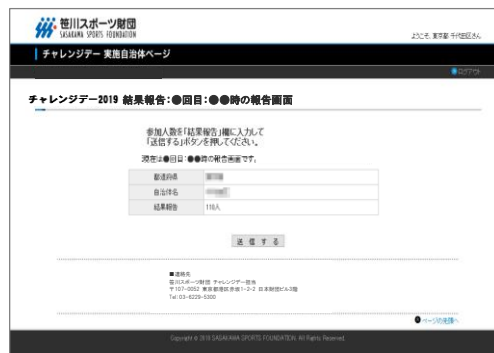 笹川スポーツ財団
SASAKAWA SPORTS FOUNDATION
ようこそ、東京都 千代田区さん
チャレンジデー 実施自治体ページ
ログアウト
チャレンジデー2019 結果報告:●回目:●●時の報告画面
参加人数を「結果報告」欄に入力して
「送信する」ボタンを押してください。
現在は●回目:●●時の報告画面です。
都道府県
自治体名
結果報告 110人
送 信 す る
■連絡先
笹川スポーツ財団 チャレンジデー担当
〒107-0052 東京都港区赤坂1-2-2 日本財団ビル3階
Tel:03-6229-5300
ページの先頭へ
Copyright © 2015 SASAKAWA SPORTS FOUNDATION. All Rights Reserved.